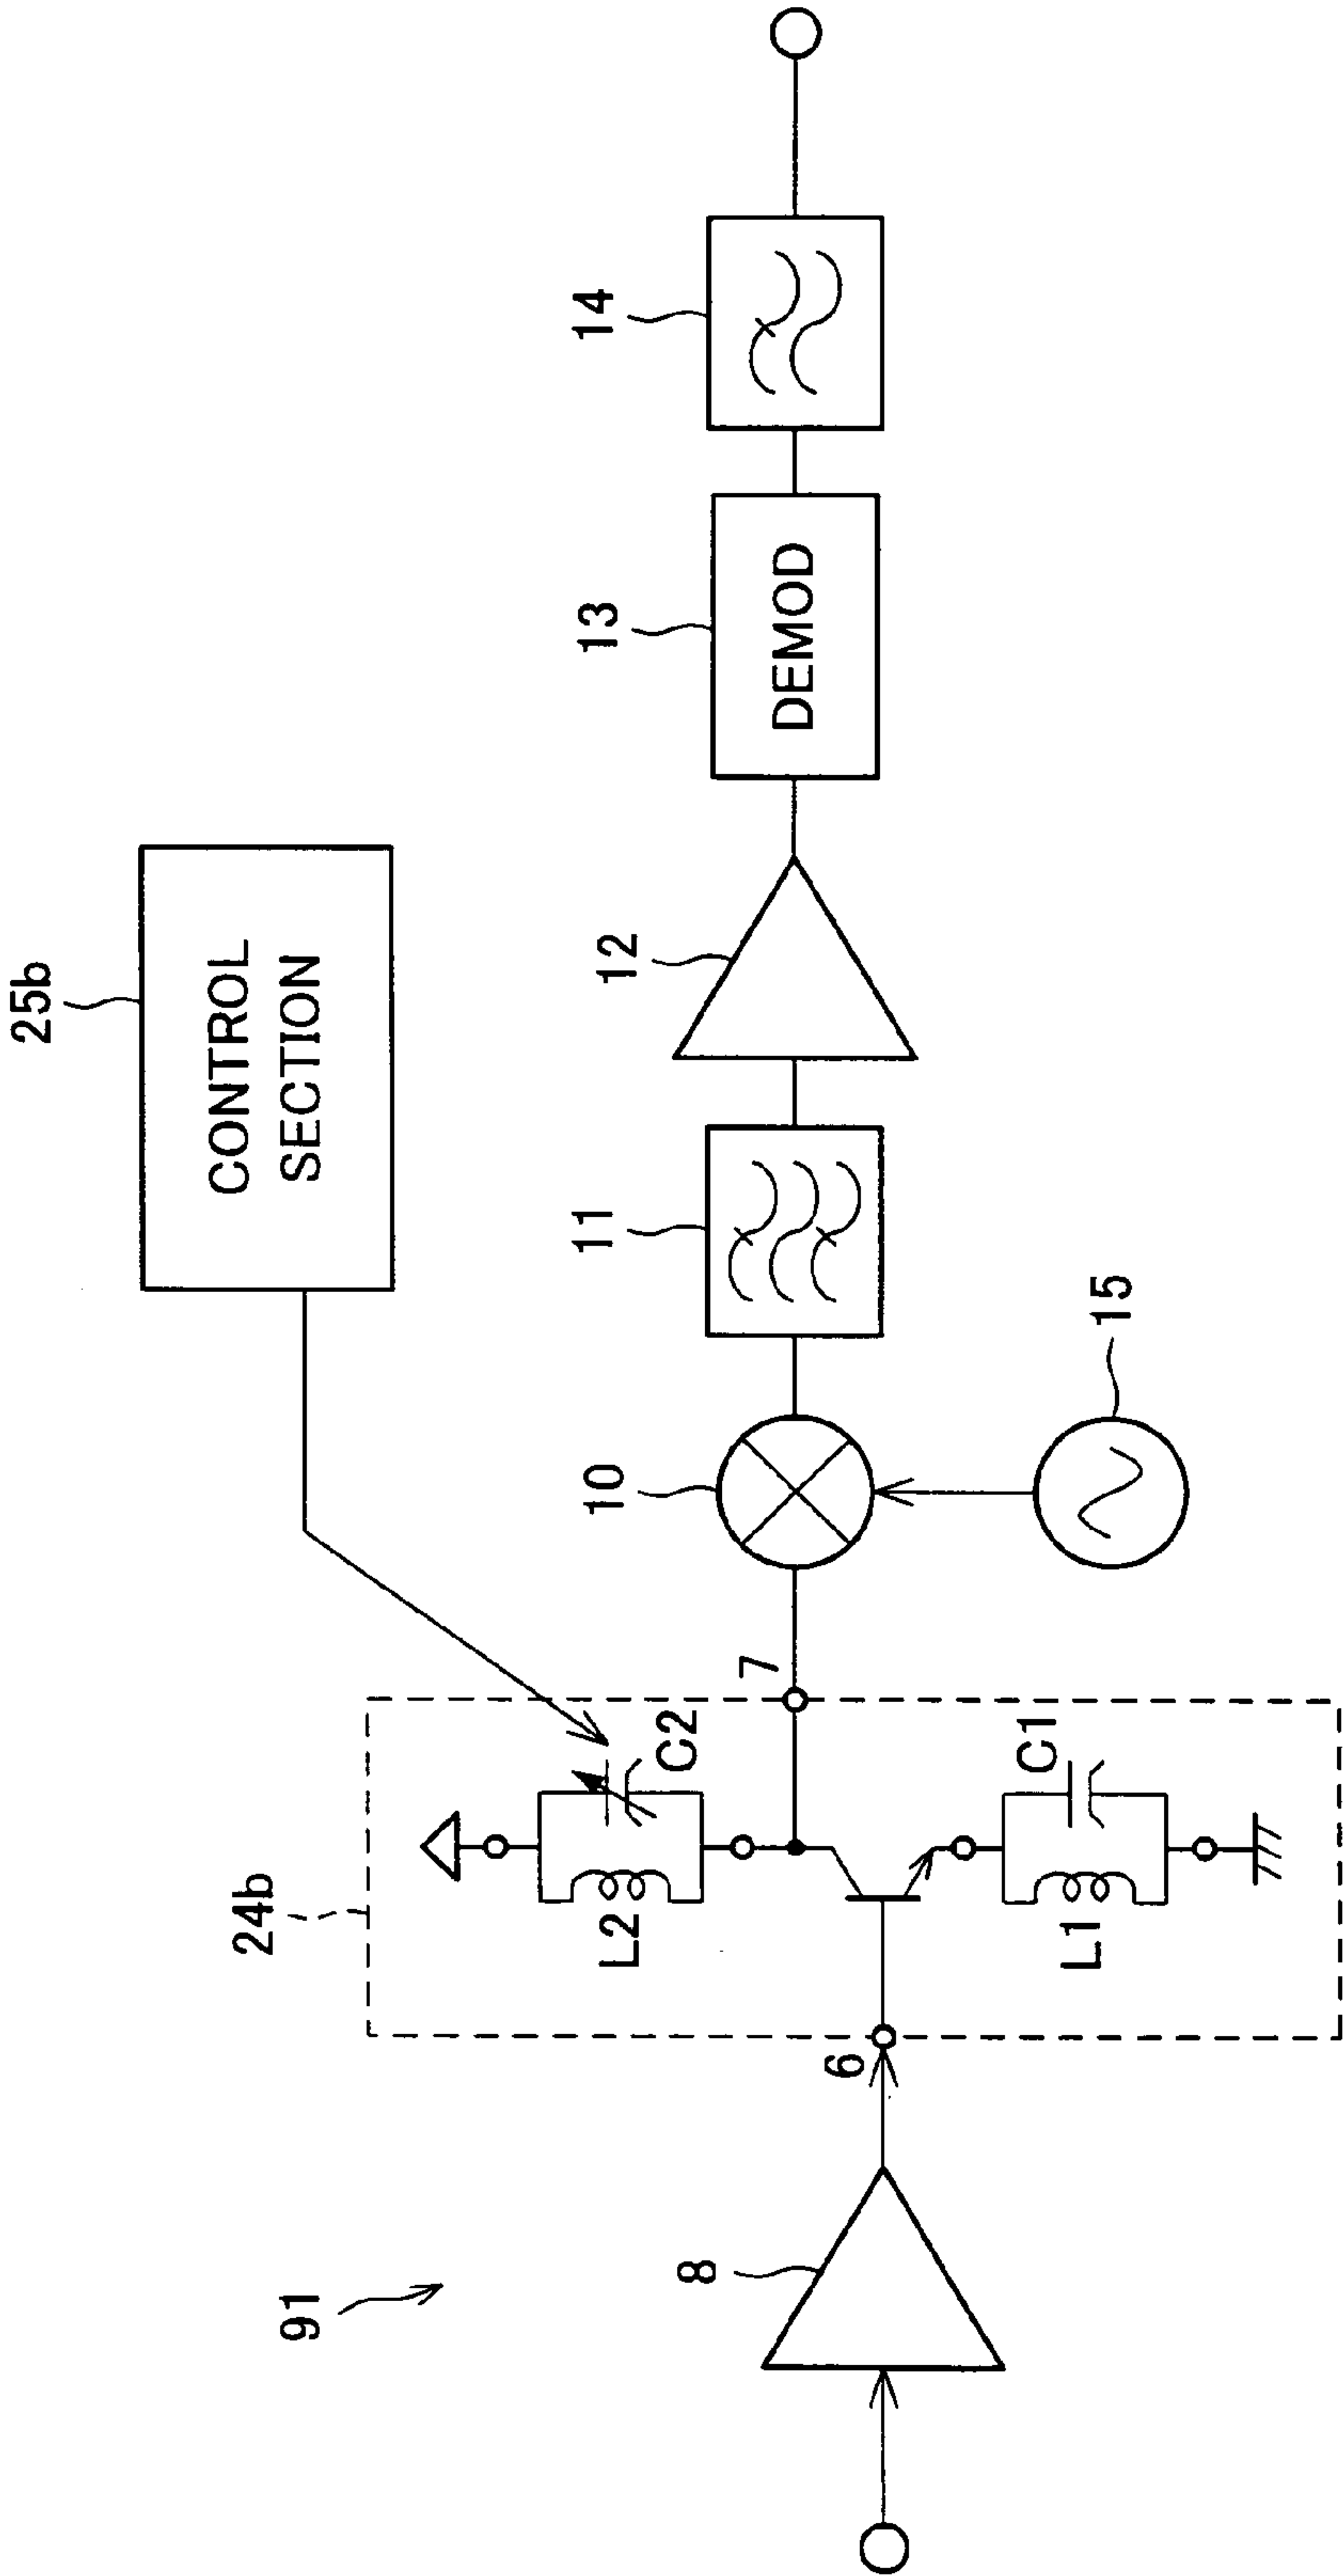 91
8
6
24b
L2
C2
L1
C1
7
25b
CONTROL
SECTION
10
15
11
12
13
DEMOD
14